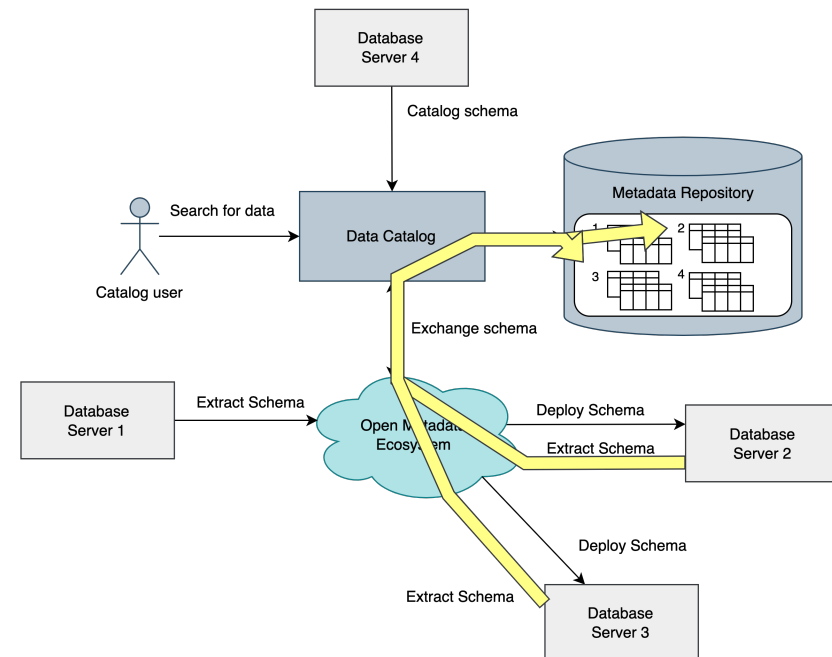 Database
Server 4
Catalog schema
Metadata Repository
Search for data
Data Catalog
1
2
3
4
Catalog user
Exchange schema
Database
Server 1
Extract Schema
Open Metadata
Ecosystem
Deploy Schema
Extract Schema
Database
Server 2
Deploy Schema
Extract Schema
Database
Server 3